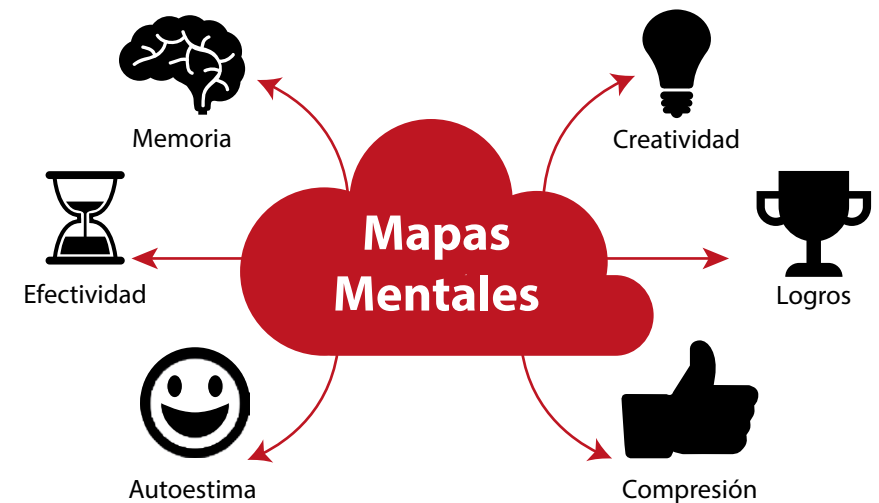 Memoria
Creatividad
Mapas
Mentales
Efectividad
Logros
Autoestima
Compresión